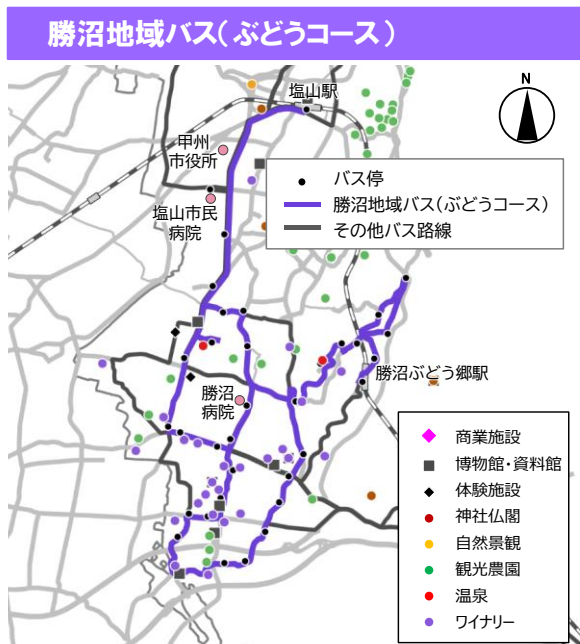 勝沼地域バス(ぶどうコース)
N
塩山駅
甲州
市役所
バス停
勝沼地域バス(ぶどうコース)
その他バス路線
塩山市民
病院
勝沼ぶどう郷駅
勝沼
病院
商業施設
博物館・資料館
体験施設
神社仏閣
自然景観
観光農園
温泉
ワイナリー